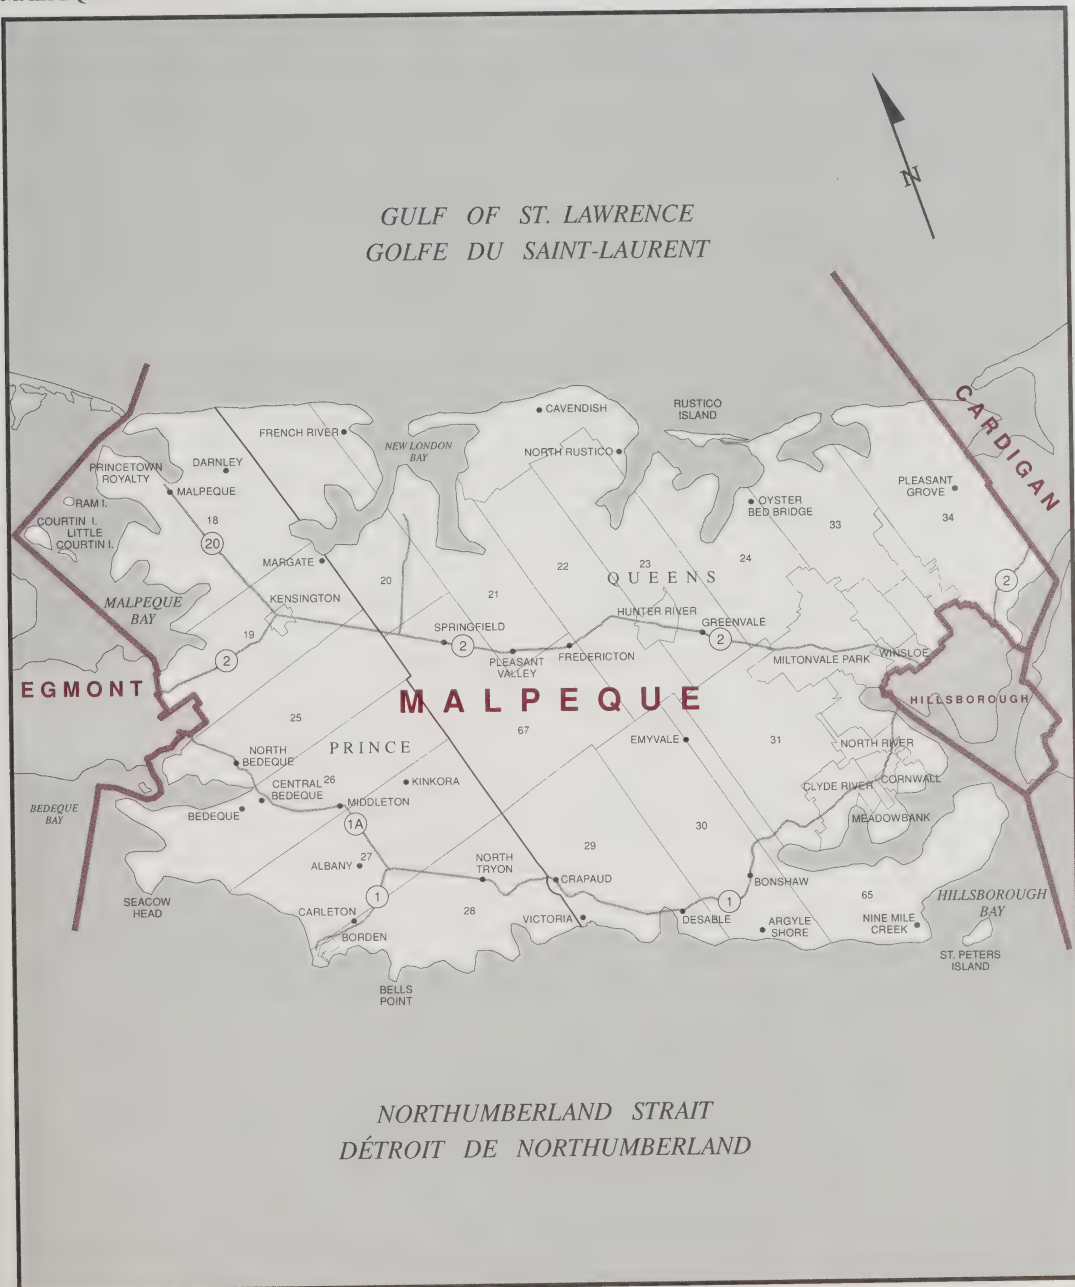 N
GULF OF ST. LAWRENCE
GOLFE DU SAINT-LAURENT
CARDIGAN
CAVENDISH
RUSTICO
ISLAND
FRENCH RIVER
NEW LONDON
BAY
NORTH RUSTICO
PRINCETOWN
ROYALTY
DARNLEY
MALPEQUE
PLEASANT
GROVE
RAM I.
OYSTER
BED BRIDGE
COURTIN I.
LITTLE
COURTIN I.
18
33
34
20
MARGATE
20
22
23
24
QUEENS
2
21
MALPEQUE
BAY
KENSINGTON
HUNTER RIVER
GREENVALE
19
SPRINGFIELD
2
2
2
PLEASANT
VALLEY
FREDERICTON
MILTONVALE PARK
WINSLOE
EGMONT
MALPEQUE
HILLSBOROUGH
25
67
EMYVALE
31
PRINCE
NORTH
BEDEQUE
NORTH RIVER
CENTRAL
BEDEQUE
26
KINKORA
CLYDE RIVER
CORNWALL
BEDEQUE
BAY
BEDEQUE
MIDDLETON
MEADOWBANK
1A
30
29
ALBANY
27
NORTH
TRYON
CRAPAUD
BONSHAW
SEACOW
HEAD
1
28
1
65
HILLSBOROUGH
BAY
CARLETON
VICTORIA
DESABLE
ARGYLE
SHORE
NINE MILE
CREEK
BORDEN
ST. PETERS
ISLAND
BELLS
POINT
NORTHUMBERLAND STRAIT
DÉTROIT DE NORTHUMBERLAND